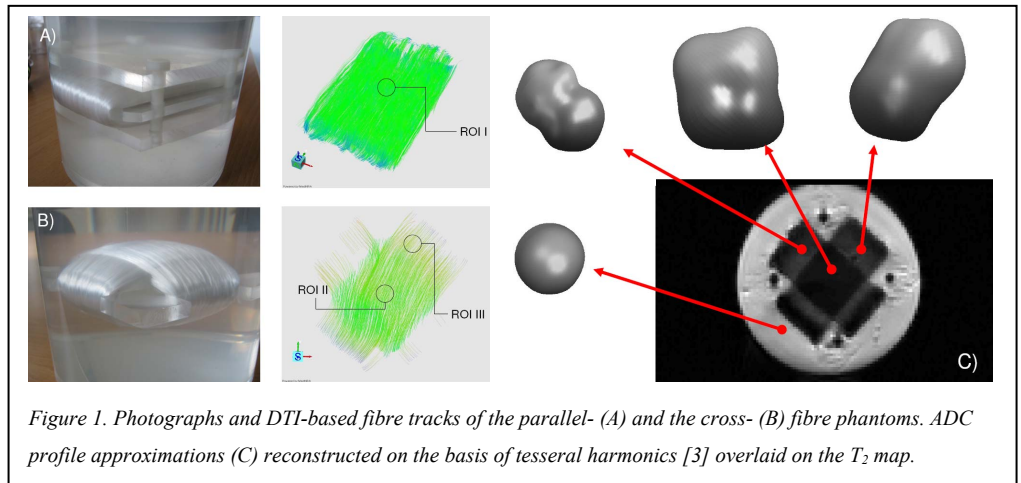 A)
ROI I
B)
ROI II
ROI III
S
C)
Figure 1. Photographs and DTI-based fibre tracks of the parallel- (A) and the cross- (B) fibre phantoms. ADC
profile approximations (C) reconstructed on the basis of tesseral harmonics [3] overlaid on the T₂ map.